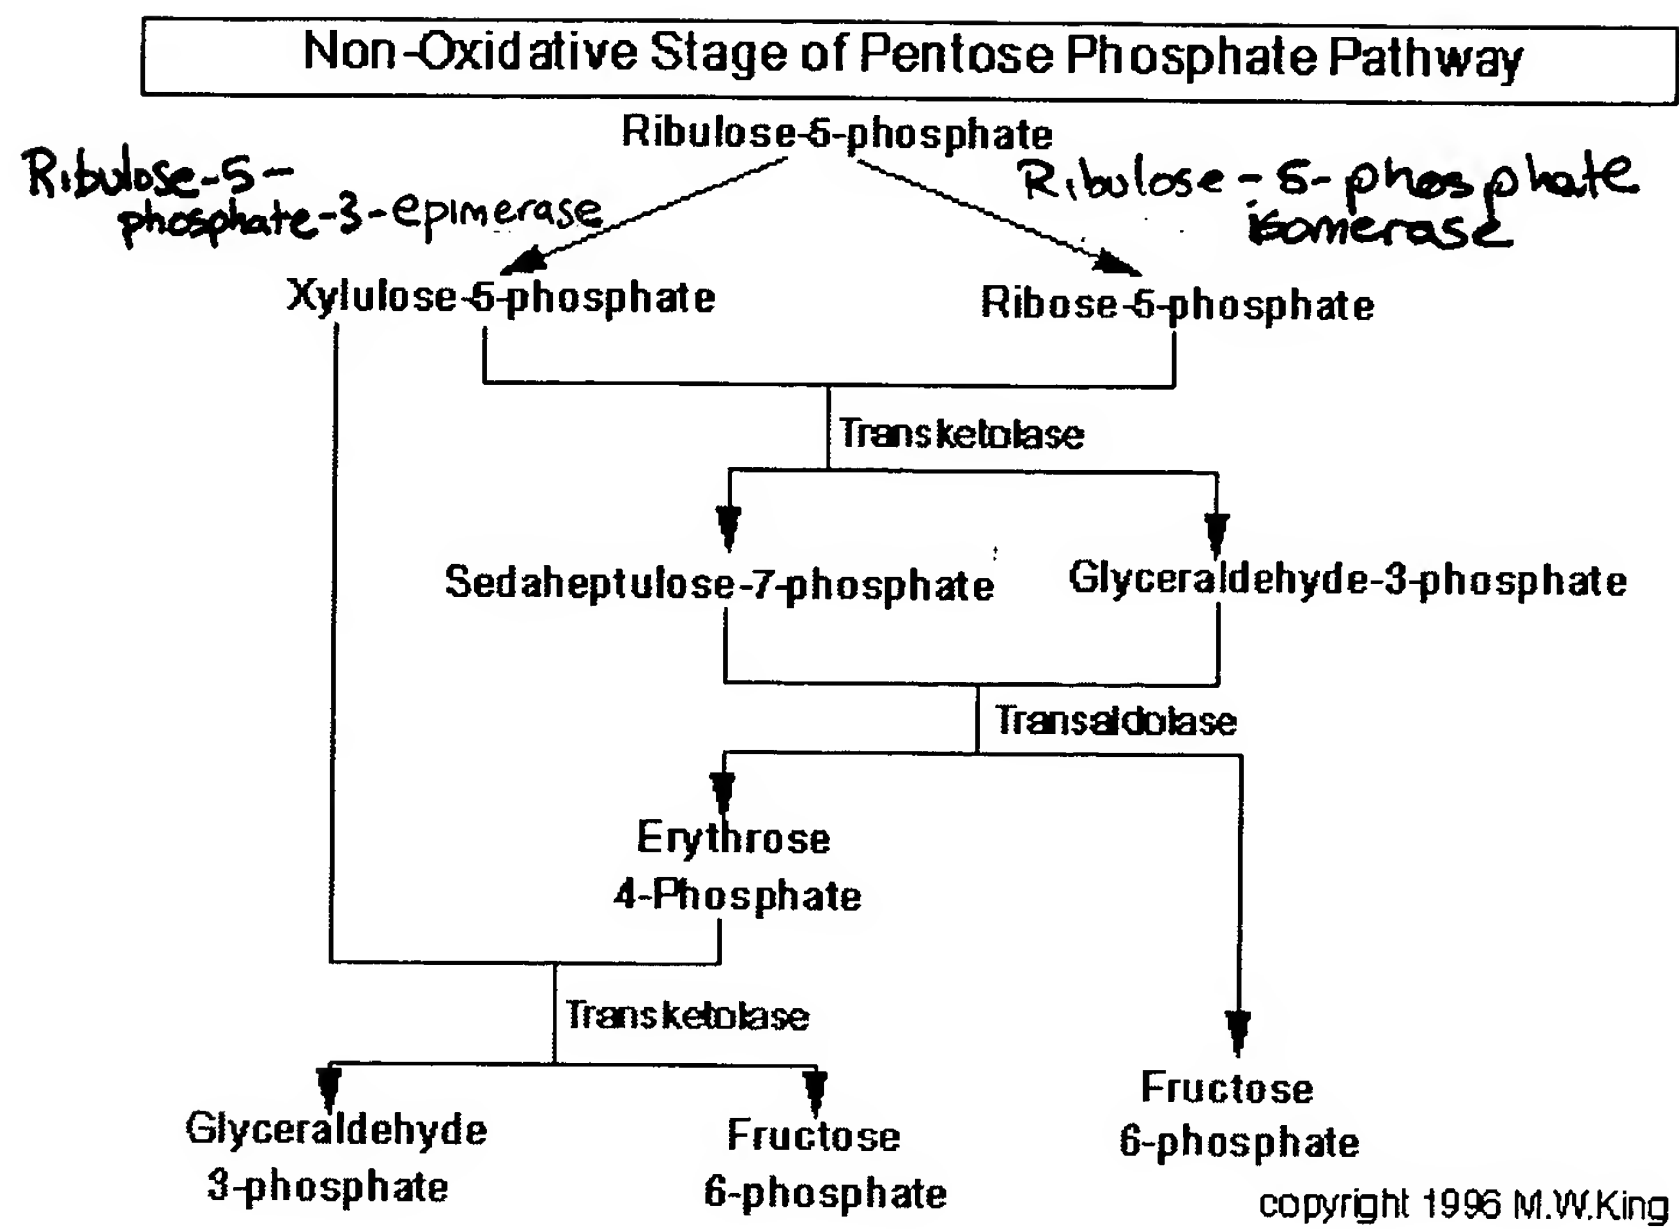 Non-Oxidative Stage of Pentose Phosphate Pathway
Ribulose-5-phosphate
Ribulose-5-
phosphate-3-epimerase
Ribulose-5-phosphate
isomerase
Xylulose-5-phosphate
Ribose-5-phosphate
Transketolase
Sedaheptulose-7-phosphate
Glyceraldehyde-3-phosphate
Transaldolase
Erythrose
4-Phosphate
Transketolase
Glyceraldehyde
3-phosphate
Fructose
6-phosphate
Fructose
6-phosphate
copyright 1996 M.W.King